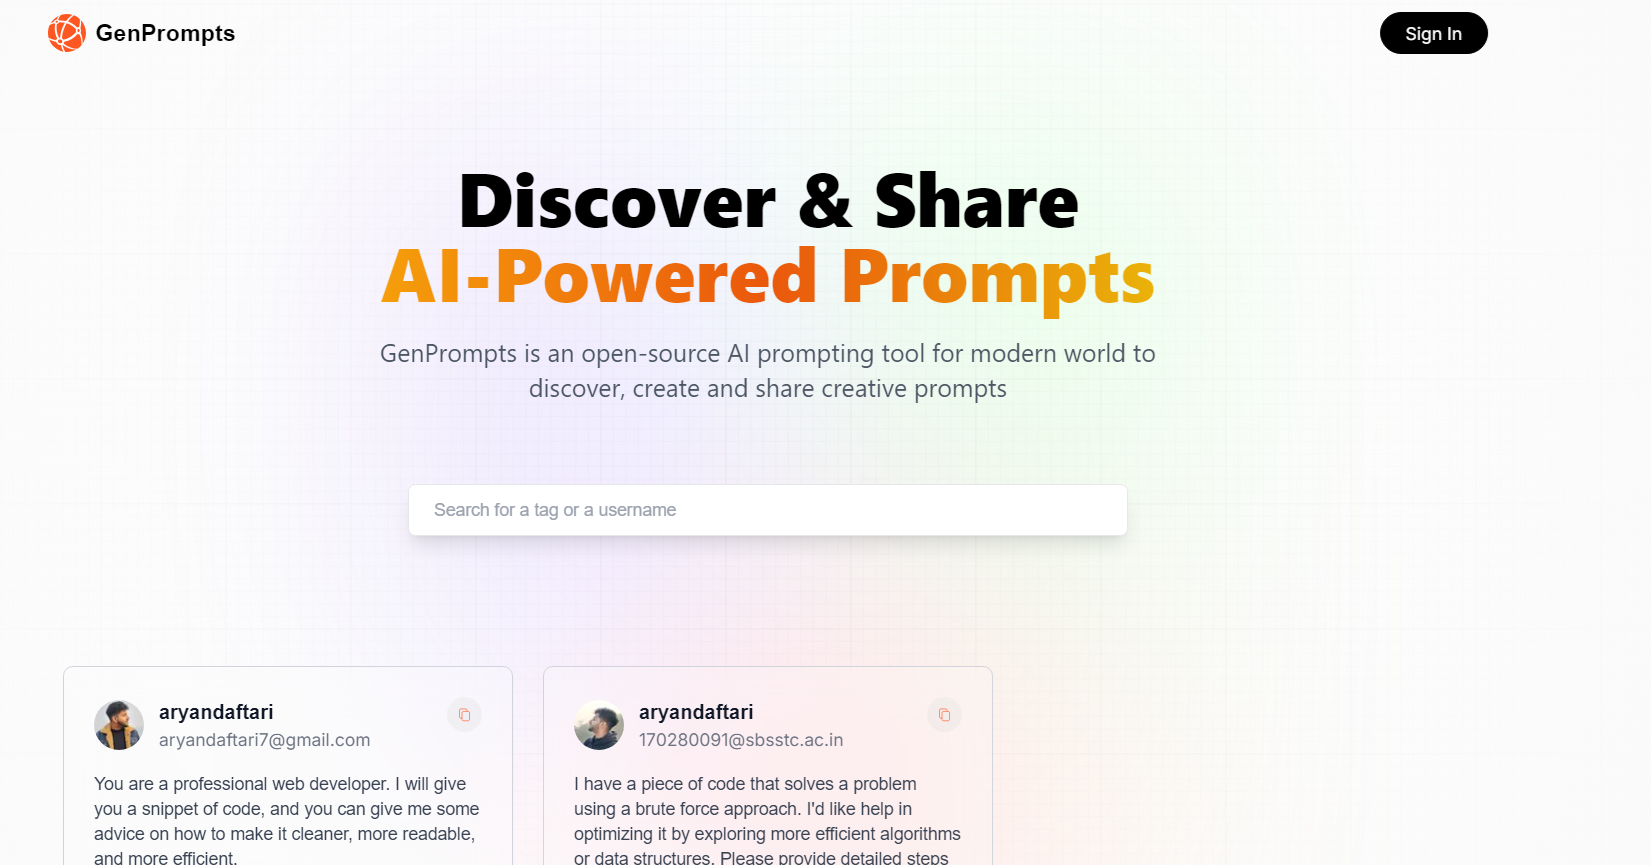 GenPrompts
Sign In
Discover & Share
AI-Powered Prompts
GenPrompts is an open-source AI prompting tool for modern world to
discover, create and share creative prompts
Search for a tag or a username
aryandaftari
aryandaftari7@gmail.com
You are a professional web developer. I will give
you a snippet of code, and you can give me some
advice on how to make it cleaner, more readable,
and more efficient.
aryandaftari
170280091@sbsstc.ac.in
I have a piece of code that solves a problem
using a brute force approach. I'd like help in
optimizing it by exploring more efficient algorithms
or data structures. Please provide detailed steps